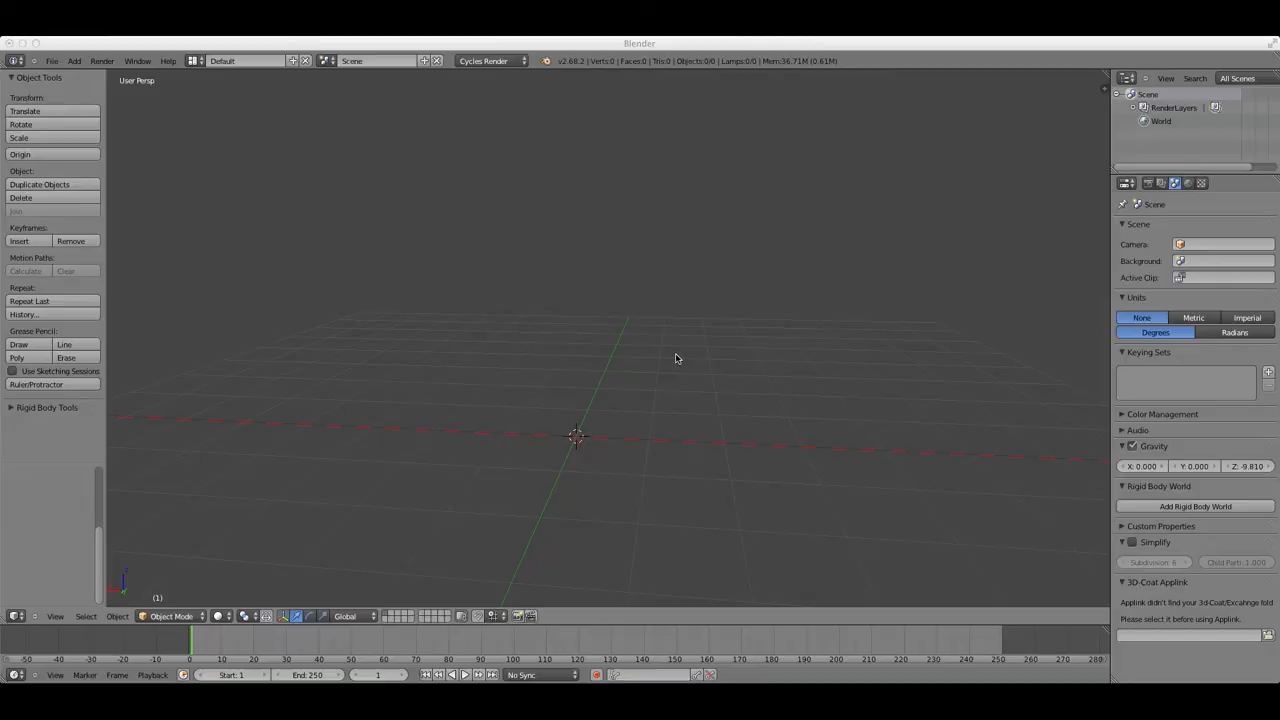 Blender
File Add Render Window Help Default Scene Cycles Render v2.68.2 | Verts:0 | Faces:0 | Tris:0 | Objects:0/0 | Lamps:0/0 | Mem:36.71M (0.61M)
Object Tools
Transform:
Translate
Rotate
Scale
Origin
Object:
Duplicate Objects
Delete
Join
Keyframes:
Insert Remove
Motion Paths:
Calculate Clear
Repeat:
Repeat Last
History...
Grease Pencil:
Draw Line
Poly Erase
Use Sketching Sessions
Ruler/Protractor
Rigid Body Tools
User Persp
(1)
View Select Object Object Mode Global
-50 -40 -30 -20 -10 0 10 20 30 40 50 60 70 80 90 100 110 120 130 140 150 160 170 180 190 200 210 220 230 240 250 260 270 280
View Marker Frame Playback Start: 1 End: 250 1 No Sync
View Search All Scenes
Scene
RenderLayers |
World
Scene
Scene
Camera:
Background:
Active Clip:
Units
None Metric Imperial
Degrees Radians
Keying Sets
Color Management
Audio
Gravity
X: 0.000 Y: 0.000 Z: -9.810
Rigid Body World
Add Rigid Body World
Custom Properties
Simplify
Subdivision: 6 Child Parti: 1.000
3D-Coat Applink
Applink didn't find your 3d-Coat/Excahnge fold
Please select it before using Applink.